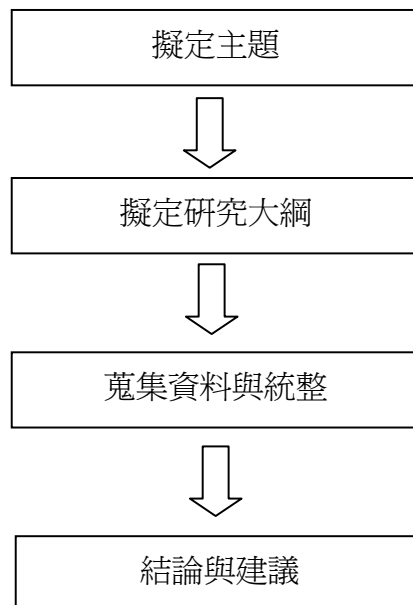 擬定主題
擬定研究大綱
蒐集資料與統整
結論與建議